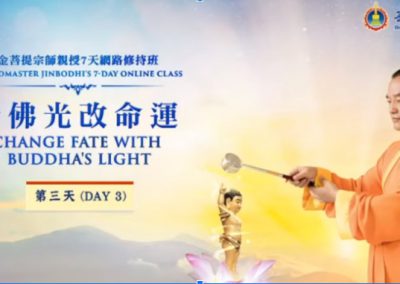 金菩提宗師親授7天網路修持班
DMASTER JINBODHI'S 7-DAY ONLINE CLASS
佛光改命運
CHANGE FATE WITH
BUDDHA'S LIGHT
第三天 (DAY 3)